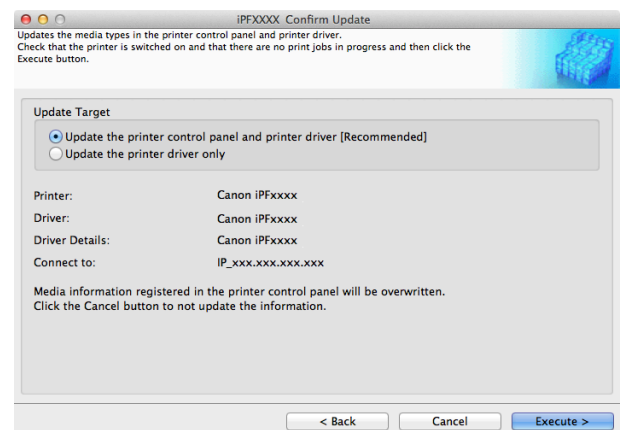 iPFXXXX Confirm Update
Updates the media types in the printer control panel and printer driver.
Check that the printer is switched on and that there are no print jobs in progress and then click the
Execute button.
Update Target
Update the printer control panel and printer driver [Recommended]
Update the printer driver only
Printer: Canon iPFxxxx
Driver: Canon iPFxxxx
Driver Details: Canon iPFxxxx
Connect to: IP_xxx.xxx.xxx.xxx
Media information registered in the printer control panel will be overwritten.
Click the Cancel button to not update the information.
< Back Cancel Execute >